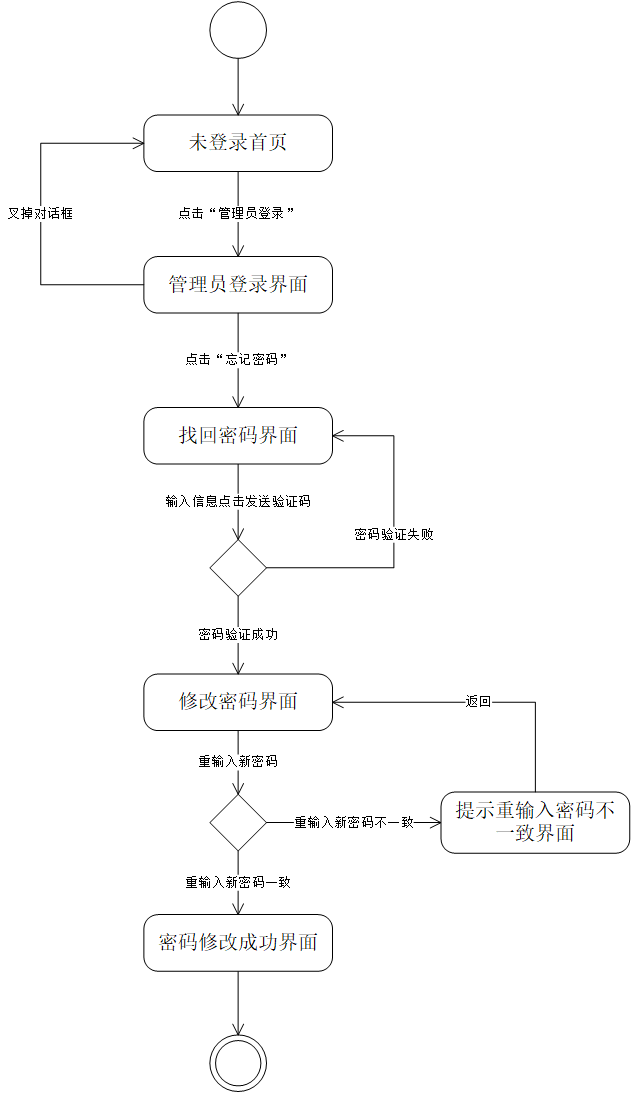 未登录首页
叉掉对话框
点击“管理员登录”
管理员登录界面
点击“忘记密码”
找回密码界面
输入信息点击发送验证码
密码验证失败
密码验证成功
修改密码界面
返回
重输入新密码
提示重输入密码不
一致界面
重输入新密码不一致
重输入新密码一致
密码修改成功界面